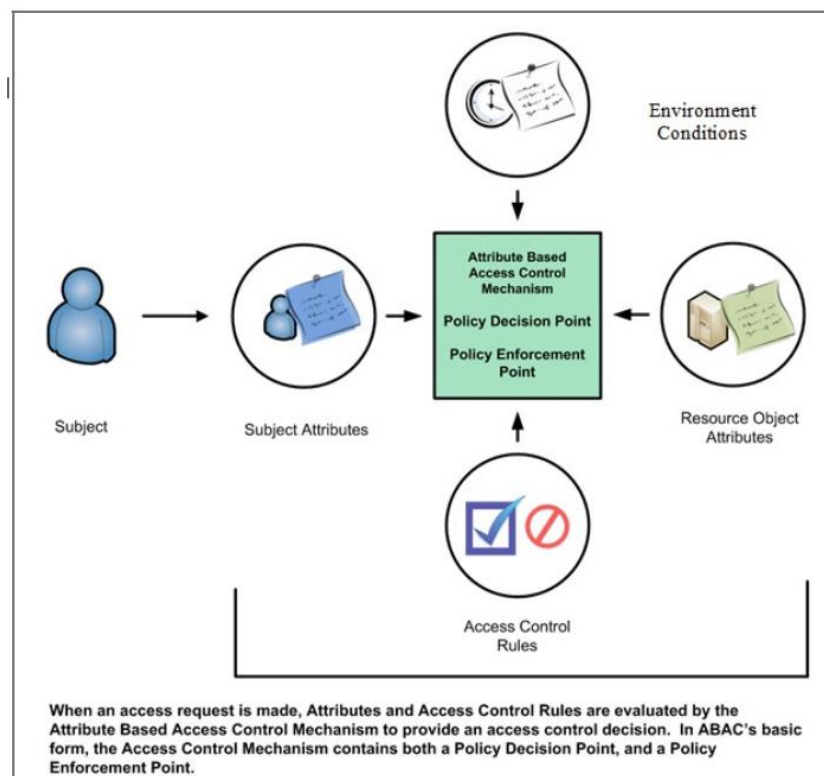 Environment
Conditions
Attribute Based
Access Control
Mechanism
Policy Decision Point
Policy Enforcement
Point
Subject
Subject Attributes
Resource Object
Attributes
Access Control
Rules
When an access request is made, Attributes and Access Control Rules are evaluated by the
Attribute Based Access Control Mechanism to provide an access control decision.  In ABAC's basic
form, the Access Control Mechanism contains both a Policy Decision Point, and a Policy
Enforcement Point.